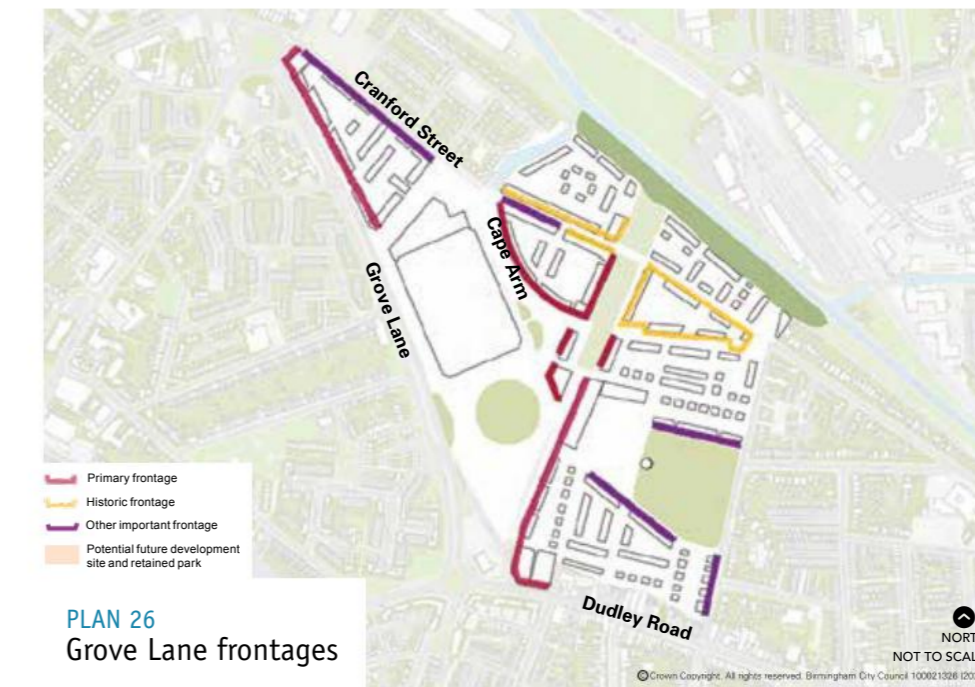 Cranford Street
Cape Arm
Grove Lane
Primary frontage
Historic frontage
Other important frontage
Potential future development
site and retained park
PLAN 26
Grove Lane frontages
Dudley Road
NORT
NOT TO SCAL
©Crown Copyright. All rights reserved. Birmingham City Council 100021326 (20